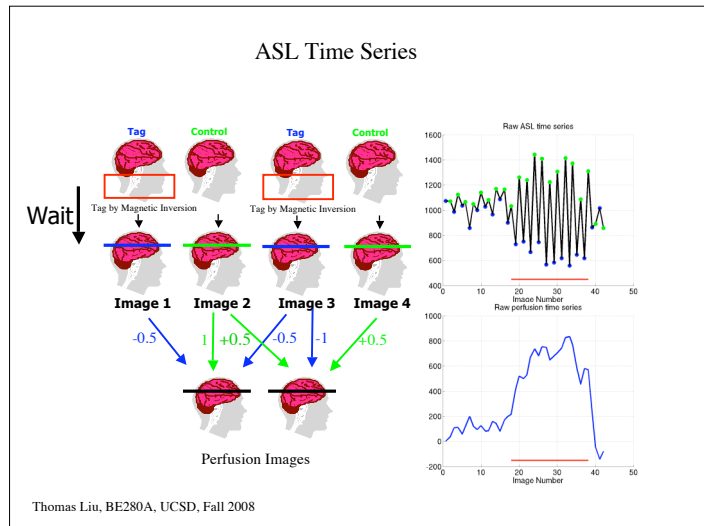 ASL Time Series
Tag
Control
Tag
Control
Tag by Magnetic Inversion
Tag by Magnetic Inversion
Wait
Image 1
Image 2
Image 3
Image 4
-0.5
1
+0.5
-0.5
-1
+0.5
Perfusion Images
Raw ASL time series
1600
1400
1200
1000
800
600
400
0
10
20
30
40
50
Image Number
Raw perfusion time series
1000
800
600
400
200
0
-200
0
10
20
30
40
50
Image Number
Thomas Liu, BE280A, UCSD, Fall 2008